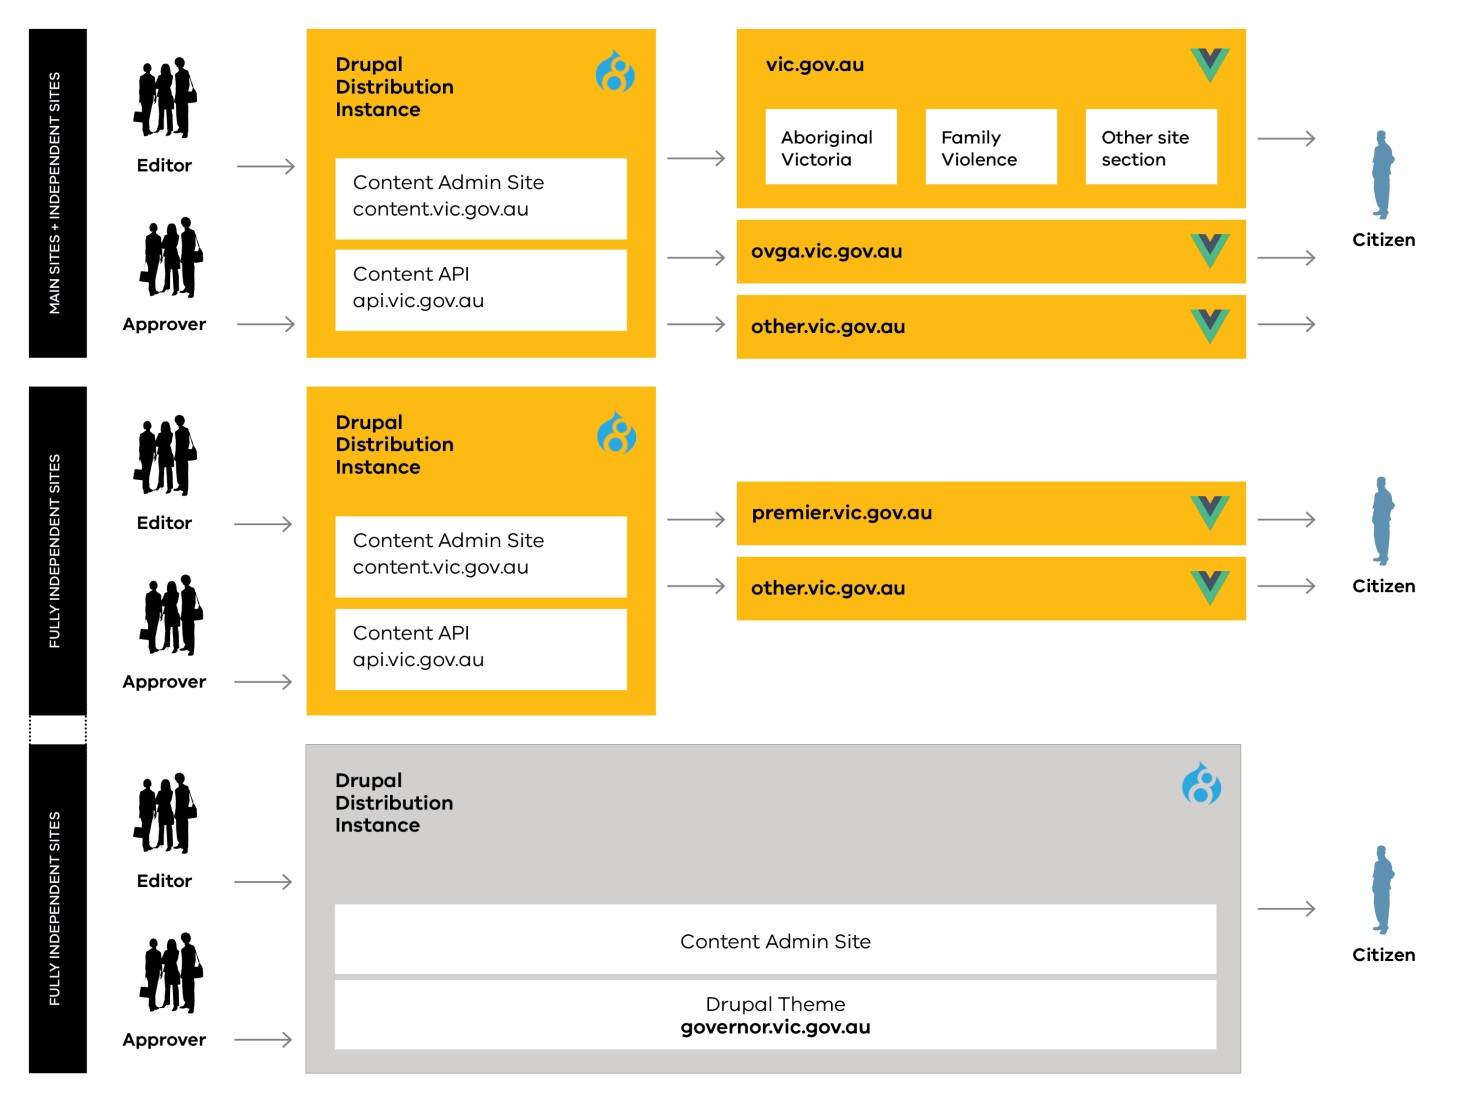 MAIN SITES + INDEPENDENT SITES
Editor
Approver
Drupal
Distribution
Instance
Content Admin Site
content.vic.gov.au
Content API
api.vic.gov.au
vic.gov.au
Aboriginal
Victoria
Family
Violence
Other site
section
ovga.vic.gov.au
other.vic.gov.au
Citizen
FULLY INDEPENDENT SITES
Editor
Approver
Drupal
Distribution
Instance
Content Admin Site
content.vic.gov.au
Content API
api.vic.gov.au
premier.vic.gov.au
other.vic.gov.au
Citizen
FULLY INDEPENDENT SITES
Editor
Approver
Drupal
Distribution
Instance
Content Admin Site
Drupal Theme
governor.vic.gov.au
Citizen